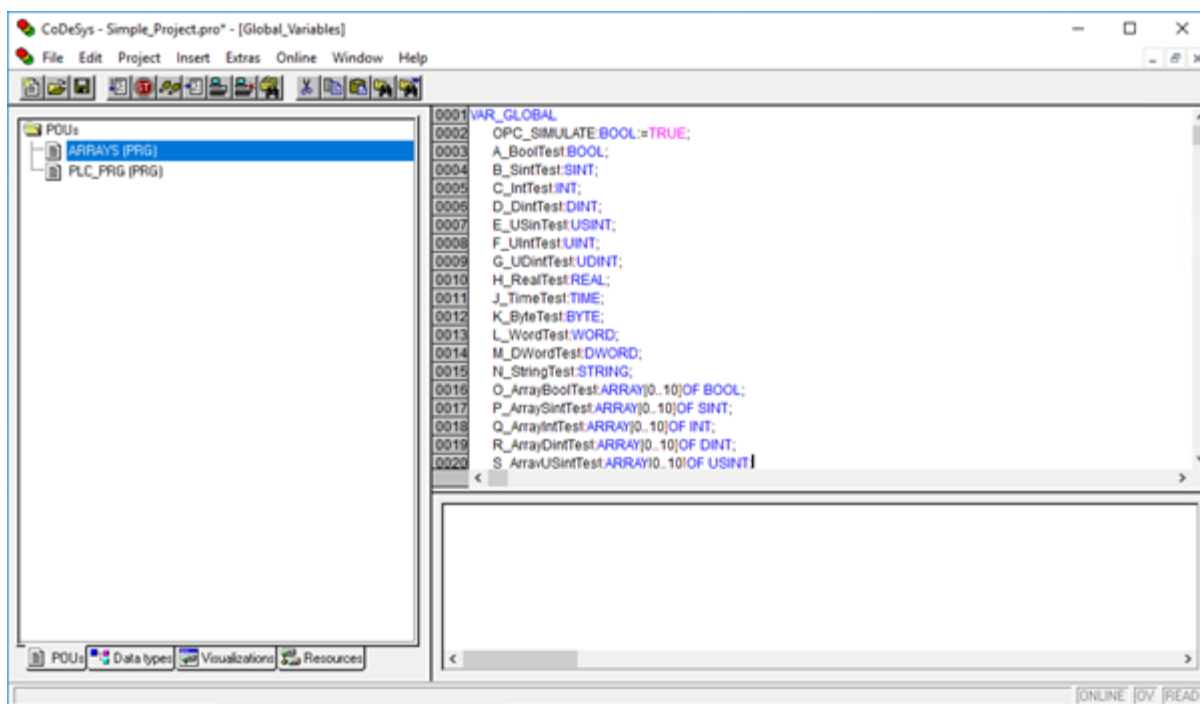 CoDeSys - Simple_Project.pro* - [Global_Variables]
File Edit Project Insert Extras Online Window Help
POUs
ARRAYS (PRG)
PLC_PRG (PRG)
0001 VAR_GLOBAL
0002 OPC_SIMULATE:BOOL:=TRUE;
0003 A_BoolTest:BOOL;
0004 B_SintTest:SINT;
0005 C_IntTest:INT;
0006 D_DintTest:DINT;
0007 E_USinTest:USINT;
0008 F_UIntTest:UINT;
0009 G_UDintTest:UDINT;
0010 H_RealTest:REAL;
0011 J_TimeTest:TIME;
0012 K_ByteTest:BYTE;
0013 L_WordTest:WORD;
0014 M_DWordTest:DWORD;
0015 N_StringTest:STRING;
0016 O_ArrayBoolTest:ARRAY[0..10]OF BOOL;
0017 P_ArraySintTest:ARRAY[0..10]OF SINT;
0018 Q_ArrayIntTest:ARRAY[0..10]OF INT;
0019 R_ArrayDintTest:ARRAY[0..10]OF DINT;
0020 S_ArrayUSintTest:ARRAY[0..10]OF USINT;
POUs Data types Visualizations Resources
ONLINE OV READ